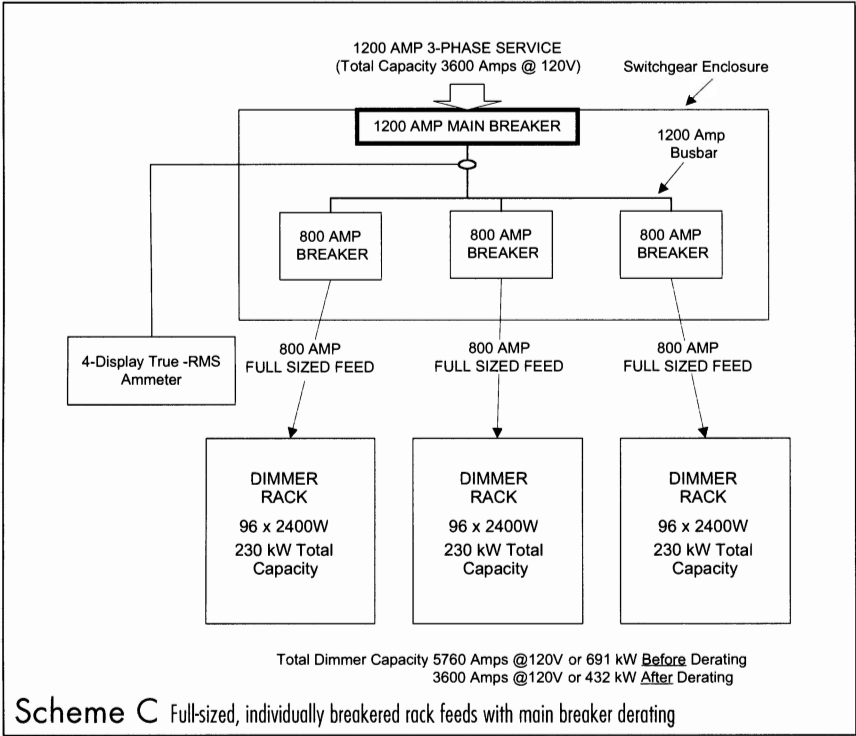 1200 AMP 3-PHASE SERVICE
(Total Capacity 3600 Amps @ 120V)
Switchgear Enclosure
1200 AMP MAIN BREAKER
1200 Amp
Busbar
800 AMP
BREAKER
800 AMP
BREAKER
800 AMP
BREAKER
4-Display True -RMS
Ammeter
800 AMP
FULL SIZED FEED
800 AMP
FULL SIZED FEED
800 AMP
FULL SIZED FEED
DIMMER
RACK
96 x 2400W
230 kW Total
Capacity
DIMMER
RACK
96 x 2400W
230 kW Total
Capacity
DIMMER
RACK
96 x 2400W
230 kW Total
Capacity
Total Dimmer Capacity 5760 Amps @120V or 691 kW Before Derating
3600 Amps @120V or 432 kW After Derating
Scheme C Full-sized, individually breakered rack feeds with main breaker derating